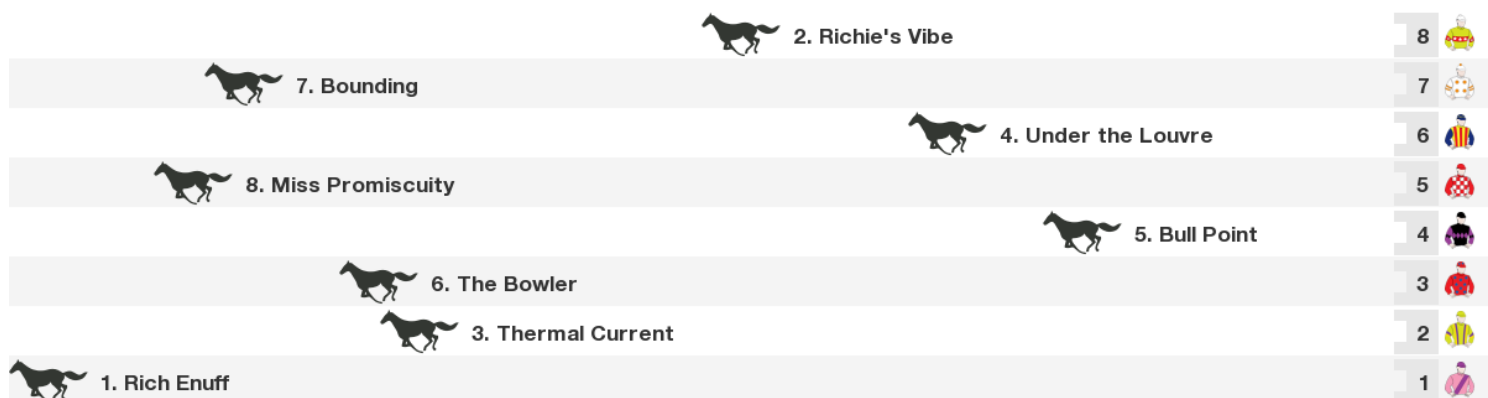 2. Richie's Vibe 8
7. Bounding 7
4. Under the Louvre 6
8. Miss Promiscuity 5
5. Bull Point 4
6. The Bowler 3
3. Thermal Current 2
1. Rich Enuff 1